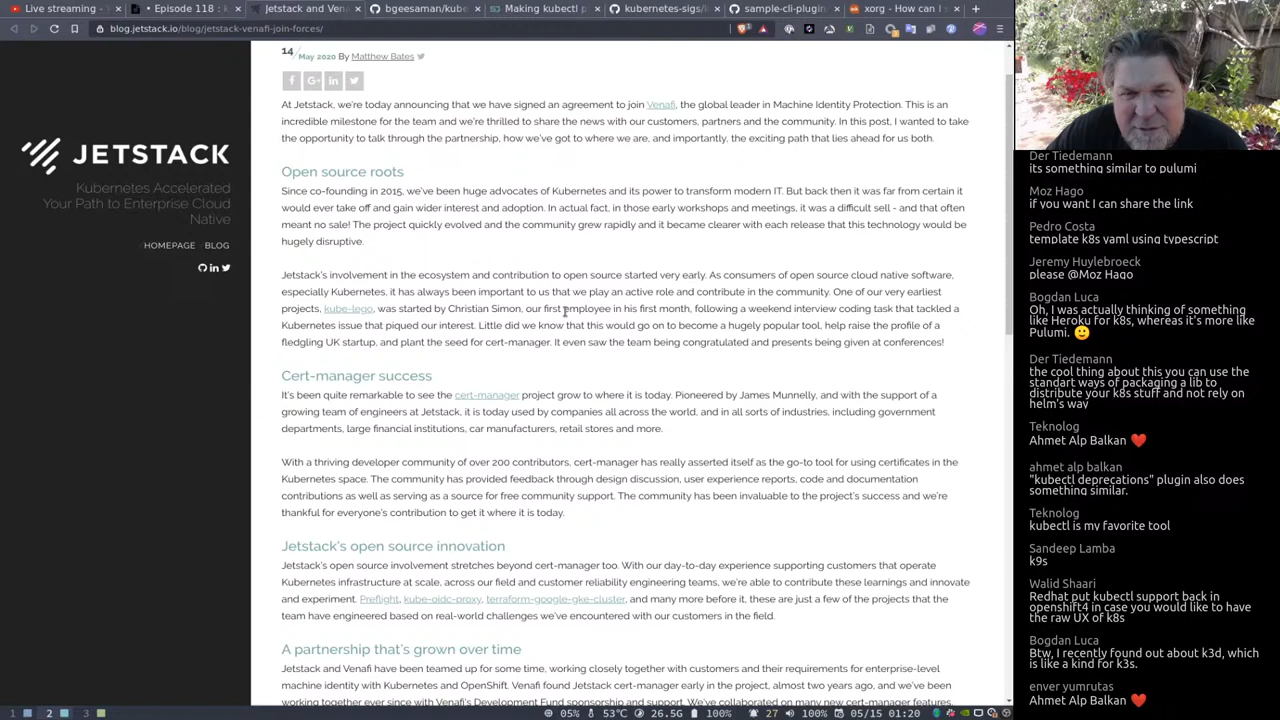 Live streaming -
• Episode 118 : k
Jetstack and Vena
bgeesaman/kube
Making kubectl p
kubernetes-sigs/k
sample-cli-plugin
xorg - How can I s
blog.jetstack.io/blog/jetstack-venafi-join-forces/
14 May 2020 By Matthew Bates
At Jetstack, we're today announcing that we have signed an agreement to join Venafi, the global leader in Machine Identity Protection. This is an
incredible milestone for the team and we're thrilled to share the news with our customers, partners and the community. In this post, I wanted to take
the opportunity to talk through the partnership, how we've got to where we are, and importantly, the exciting path that lies ahead for us both.
JETSTACK
Kubernetes Accelerated
Your Path to Enterprise Cloud
Native
HOMEPAGE BLOG
Open source roots
Since co-founding in 2015, we've been huge advocates of Kubernetes and its power to transform modern IT. But back then it was far from certain it
would ever take off and gain wider interest and adoption. In actual fact, in those early workshops and meetings, it was a difficult sell - and that often
meant no sale! The project quickly evolved and the community grew rapidly and it became clearer with each release that this technology would be
hugely disruptive.
Jetstack's involvement in the ecosystem and contribution to open source started very early. As consumers of open source cloud native software,
especially Kubernetes, it has always been important to us that we play an active role and contribute in the community. One of our very earliest
projects, kube-lego, was started by Christian Simon, our first employee in his first month, following a weekend interview coding task that tackled a
Kubernetes issue that piqued our interest. Little did we know that this would go on to become a hugely popular tool, help raise the profile of a
fledgling UK startup, and plant the seed for cert-manager. It even saw the team being congratulated and presents being given at conferences!
Cert-manager success
It's been quite remarkable to see the cert-manager project grow to where it is today. Pioneered by James Munnelly, and with the support of a
growing team of engineers at Jetstack, it is today used by companies all across the world, and in all sorts of industries, including government
departments, large financial institutions, car manufacturers, retail stores and more.
With a thriving developer community of over 200 contributors, cert-manager has really asserted itself as the go-to tool for using certificates in the
Kubernetes space. The community has provided feedback through design discussion, user experience reports, code and documentation
contributions as well as serving as a source for free community support. The community has been invaluable to the project's success and we're
thankful for everyone's contribution to get it where it is today.
Jetstack's open source innovation
Jetstack's open source involvement stretches beyond cert-manager too. With our day-to-day experience supporting customers that operate
Kubernetes infrastructure at scale, across our field and customer reliability engineering teams, we're able to contribute these learnings and innovate
and experiment. Preflight, kube-oidc-proxy, terraform-google-gke-cluster, and many more before it, these are just a few of the projects that the
team have engineered based on real-world challenges we've encountered with our customers in the field.
A partnership that's grown over time
Jetstack and Venafi have been teamed up for some time, working closely together with customers and their requirements for enterprise-level
machine identity with Kubernetes and OpenShift. Venafi found Jetstack cert-manager early in the project, almost two years ago, and we've been
working together ever since with Venafi's Development Fund sponsorship and support. We've collaborated on many new cert-manager features,
Der Tiedemann
its something similar to pulumi
Moz Hago
if you want I can share the link
Pedro Costa
template k8s yaml using typescript
Jeremy Huylebroeck
please @Moz Hago
Bogdan Luca
Oh, I was actually thinking of something
like Heroku for k8s, whereas it's more like
Pulumi. 🙂
Der Tiedemann
the cool thing about this you can use the
standart ways of packaging a lib to
distribute your k8s stuff and not rely on
helm's way
Teknolog
Ahmet Alp Balkan ❤️
ahmet alp balkan
"kubectl deprecations" plugin also does
something similar.
Teknolog
kubectl is my favorite tool
Sandeep Lamba
k9s
Walid Shaari
Redhat put kubectl support back in
openshift4 in case you would like to have
the raw UX of k8s
Bogdan Luca
Btw, I recently found out about k3d, which
is like a kind for k3s.
enver yumrutas
Ahmet Alp Balkan ❤️
1 2 3 05% 53°C 26.5G 100% 27 100% 05/15 01:20